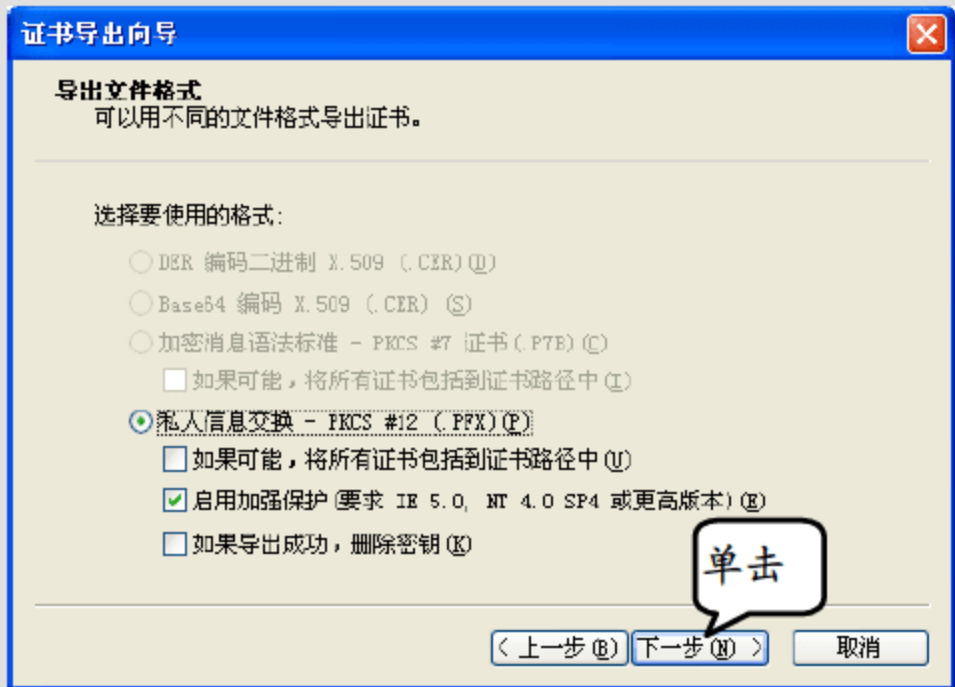 证书导出向导
导出文件格式
可以用不同的文件格式导出证书。
选择要使用的格式:
DER 编码二进制 X.509 (.CER)(D)
Base64 编码 X.509 (.CER) (S)
加密消息语法标准 - PKCS #7 证书(.P7B)(C)
如果可能，将所有证书包括到证书路径中(I)
私人信息交换 - PKCS #12 (.PFX)(P)
如果可能，将所有证书包括到证书路径中(U)
启用加强保护(要求 IE 5.0, NT 4.0 SP4 或更高版本)(E)
如果导出成功，删除密钥(K)
单击
< 上一步(B) 下一步(N) > 取消